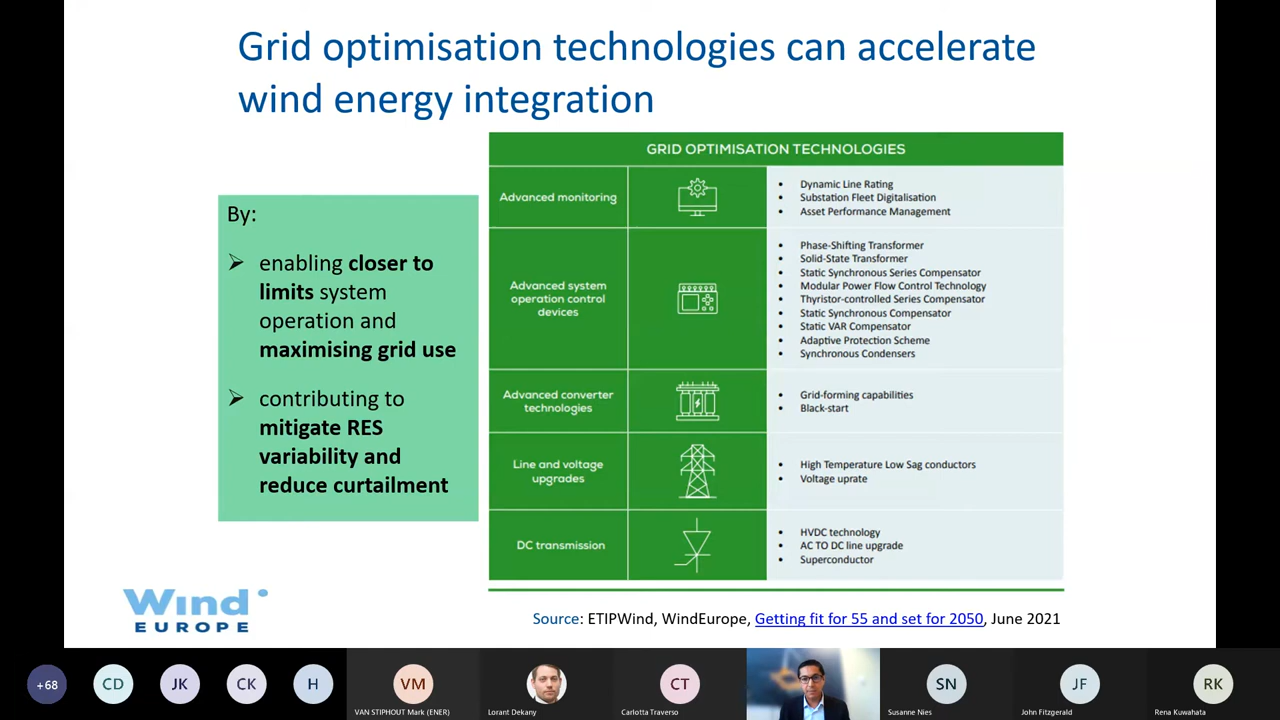 Grid optimisation technologies can accelerate
wind energy integration
By:
enabling closer to
limits system
operation and
maximising grid use
contributing to
mitigate RES
variability and
reduce curtailment
GRID OPTIMISATION TECHNOLOGIES
Advanced monitoring
• Dynamic Line Rating
• Substation Fleet Digitalisation
• Asset Performance Management
Advanced system
operation control
devices
• Phase-Shifting Transformer
• Solid-State Transformer
• Static Synchronous Series Compensator
• Modular Power Flow Control Technology
• Thyristor-controlled Series Compensator
• Static Synchronous Compensator
• Static VAR Compensator
• Adaptive Protection Scheme
• Synchronous Condensers
Advanced converter
technologies
• Grid-forming capabilities
• Black-start
Line and voltage
upgrades
• High Temperature Low Sag conductors
• Voltage uprate
DC transmission
• HVDC technology
• AC TO DC line upgrade
• Superconductor
Wind
EUROPE
Source: ETIPWind, WindEurope, Getting fit for 55 and set for 2050, June 2021
+68
CD
JK
CK
H
VM
VAN STIPHOUT Mark (ENER)
Lorant Dekany
CT
Carlotta Traverso
SN
Susanne Nies
JF
John Fitzgerald
RK
Rena Kuwahata